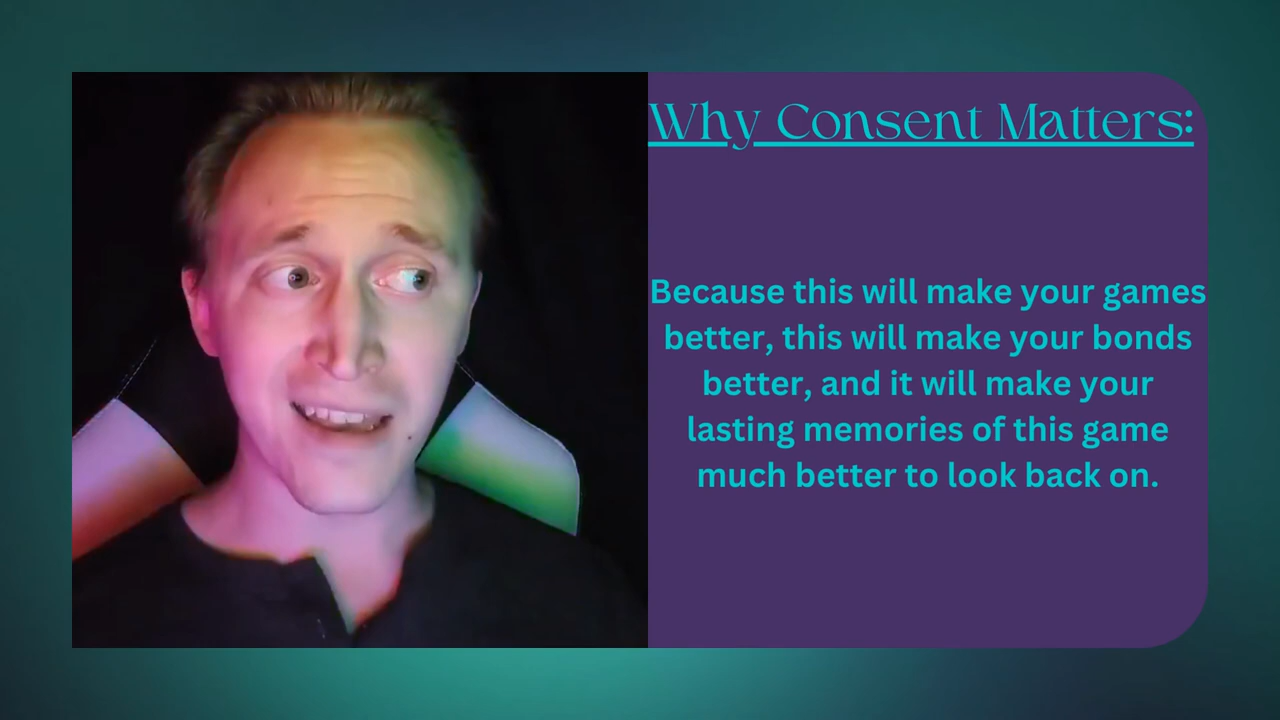 Why Consent Matters:
Because this will make your games
better, this will make your bonds
better, and it will make your
lasting memories of this game
much better to look back on.